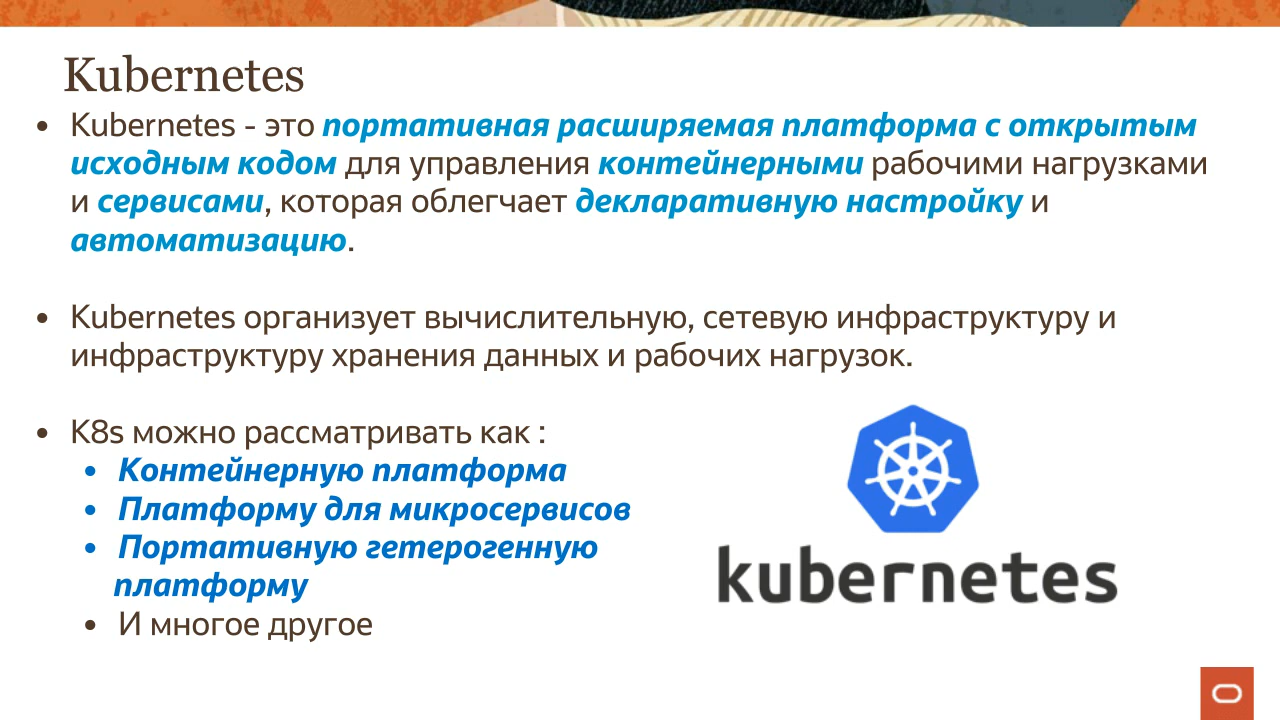 Kubernetes
• Kubernetes - это портативная расширяемая платформа с открытым
исходным кодом для управления контейнерными рабочими нагрузками
и сервисами, которая облегчает декларативную настройку и
автоматизацию.
• Kubernetes организует вычислительную, сетевую инфраструктуру и
инфраструктуру хранения данных и рабочих нагрузок.
• K8s можно рассматривать как :
• Контейнерную платформа
• Платформу для микросервисов
• Портативную гетерогенную
платформу
• И многое другое
kubernetes